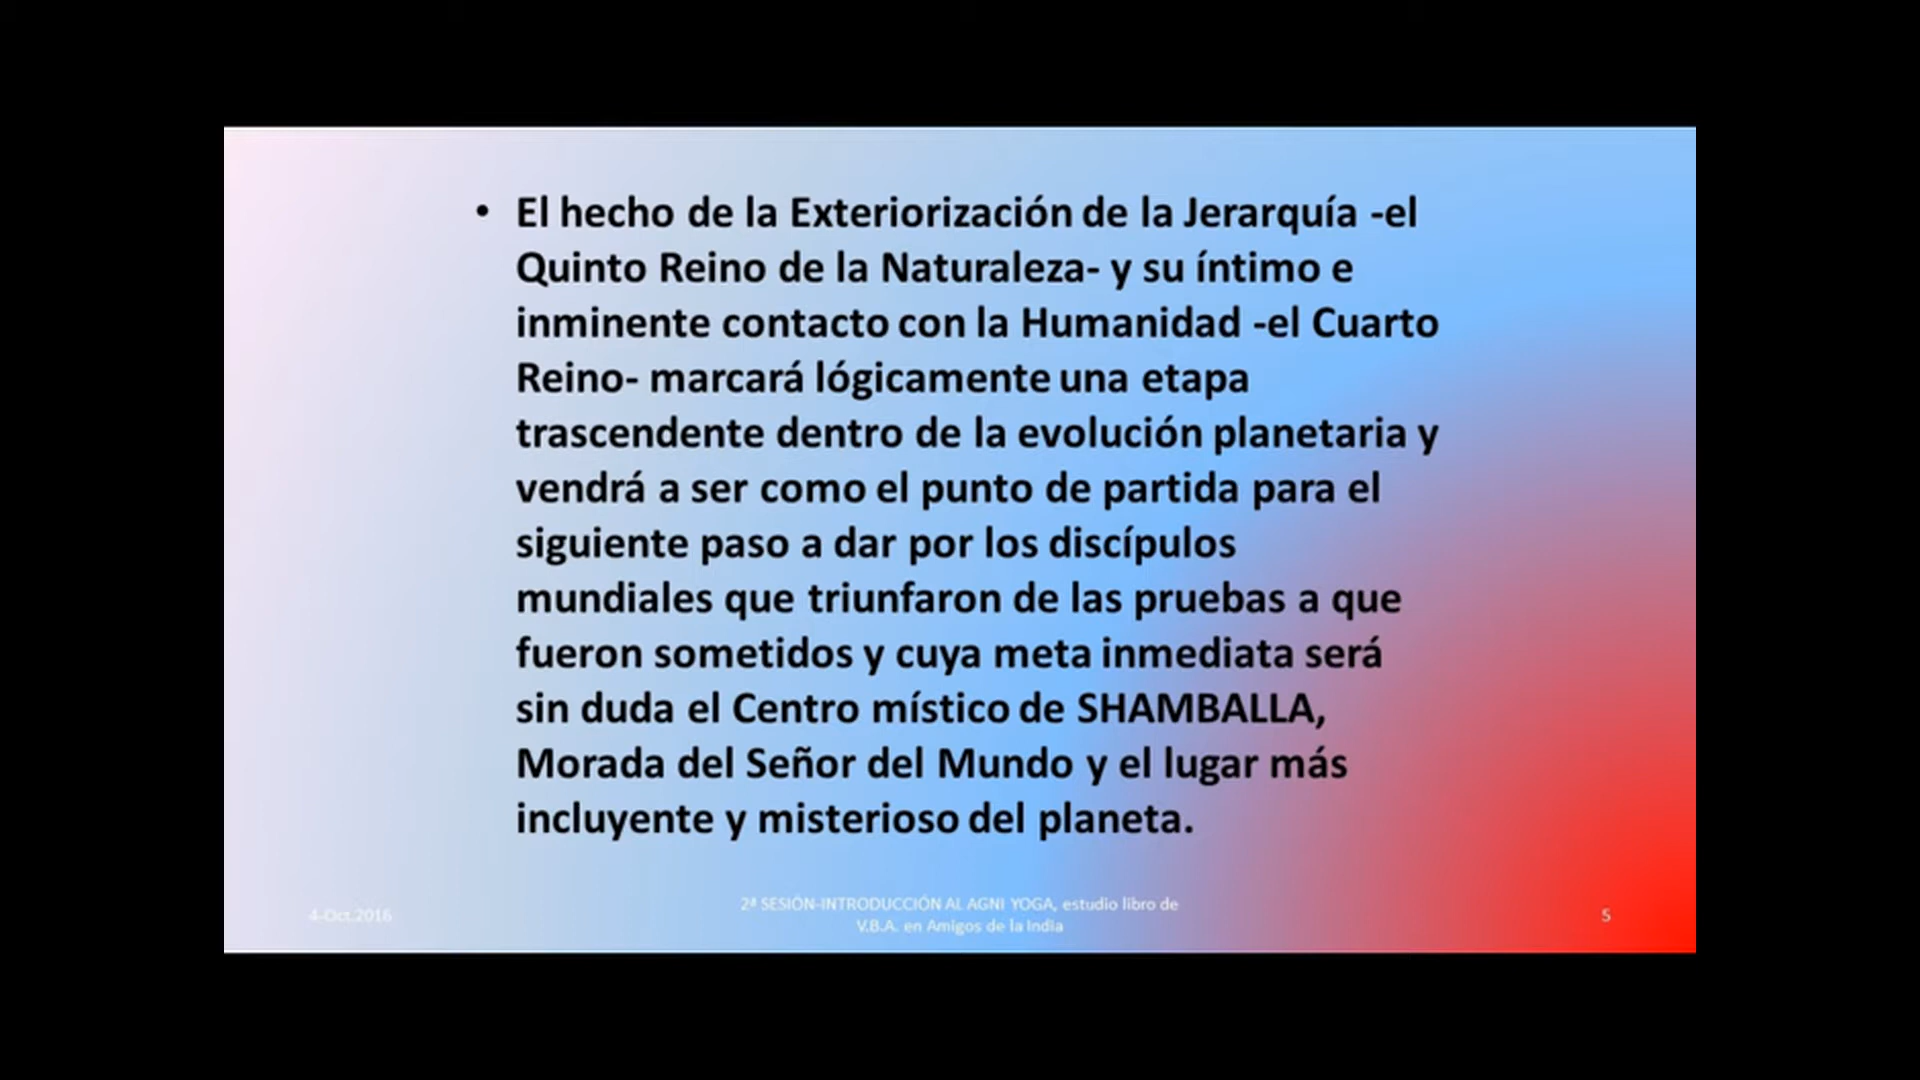 • El hecho de la Exteriorización de la Jerarquía -el
Quinto Reino de la Naturaleza- y su íntimo e
inminente contacto con la Humanidad -el Cuarto
Reino- marcará lógicamente una etapa
trascendente dentro de la evolución planetaria y
vendrá a ser como el punto de partida para el
siguiente paso a dar por los discípulos
mundiales que triunfaron de las pruebas a que
fueron sometidos y cuya meta inmediata será
sin duda el Centro místico de SHAMBALLA,
Morada del Señor del Mundo y el lugar más
incluyente y misterioso del planeta.
4-Oct.2016
2ª SESIÓN-INTRODUCCIÓN AL AGNI YOGA, estudio libro de
V.B.A. en Amigos de la India
5